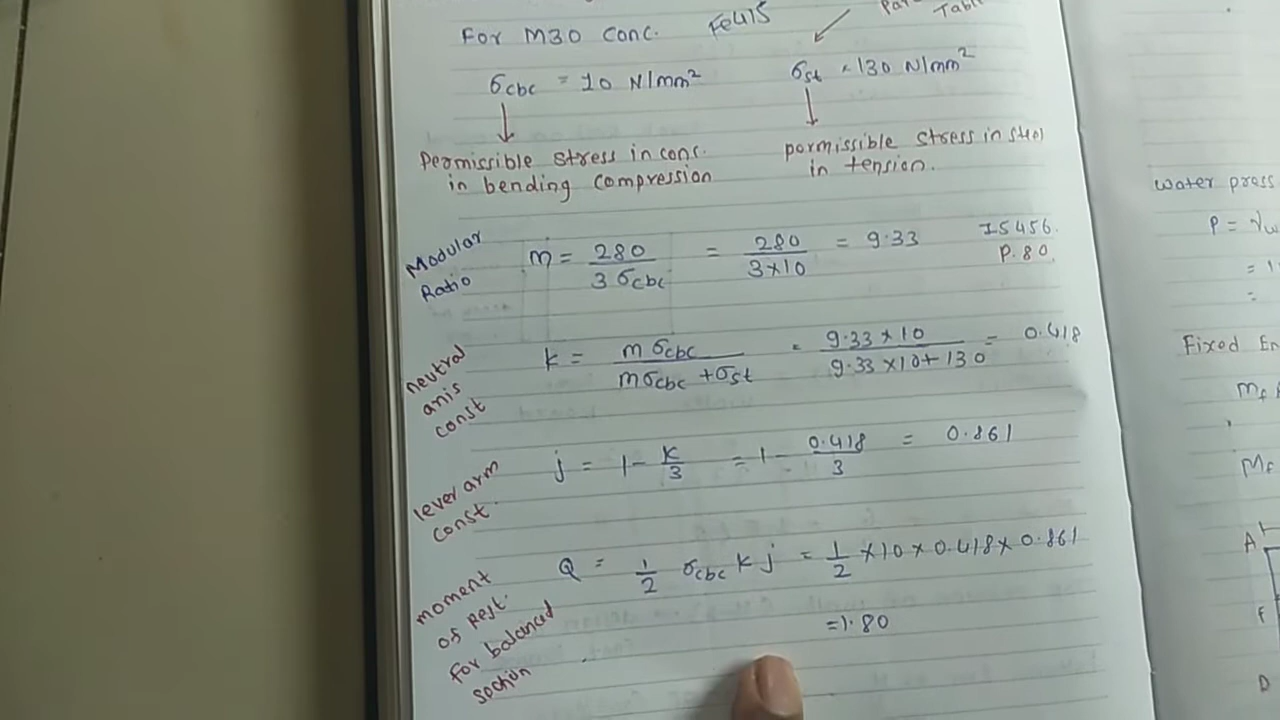 For M30 Conc. Fe415
σcbc = 10 N/mm² σst = 130 N/mm²
Permissible stress in conc.
in bending compression
permissible stress in steel
in tension.
Modular
Ratio
m = 280 / 3σcbc = 280 / 3×10 = 9.33
IS456.
P.80.
neutral
axis
const
k = mσcbc / mσcbc + σst = 9.33×10 / 9.33×10+130 = 0.418
lever arm
const.
j = 1 - k/3 = 1 - 0.418/3 = 0.861
moment
of Rest.
for balanced
section
Q = 1/2 σcbc k j = 1/2 ×10×0.418×0.861
=1.80
Water press
P =
=
=
Fixed En
A
F
D